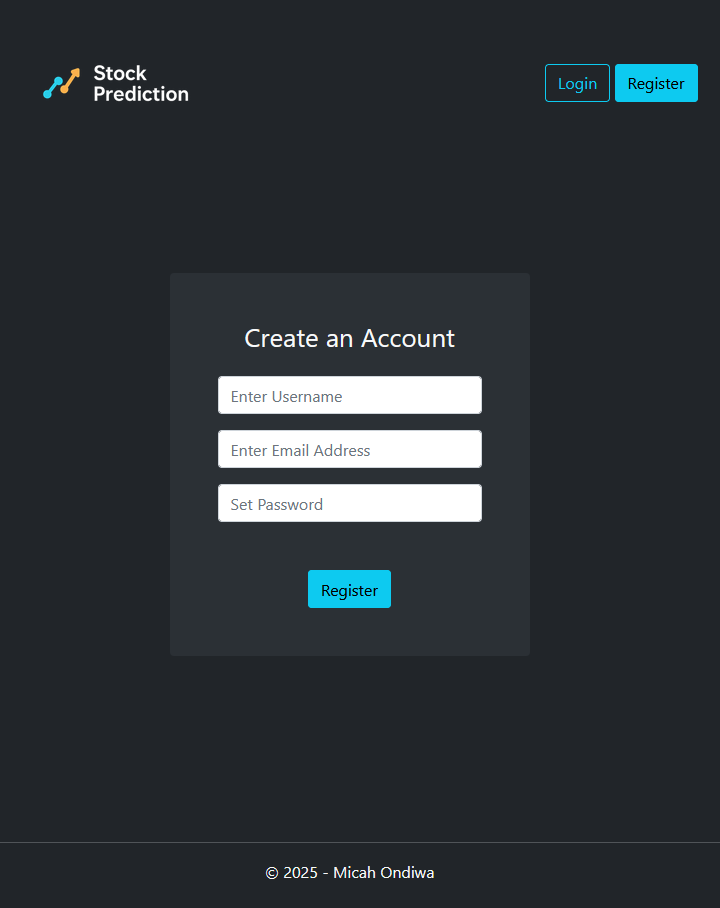 Stock
Prediction
Login
Register
Create an Account
Enter Username
Enter Email Address
Set Password
Register
© 2025 - Micah Ondiwa